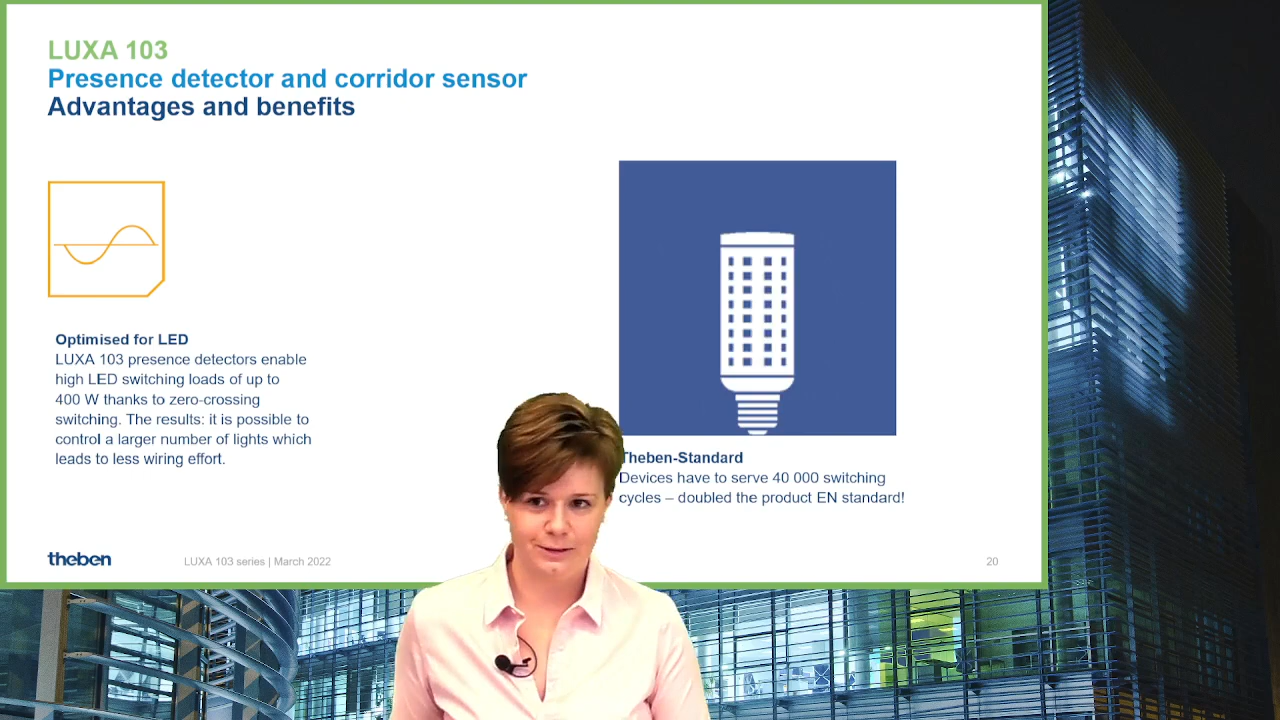 LUXA 103
Presence detector and corridor sensor
Advantages and benefits
Optimised for LED
LUXA 103 presence detectors enable
high LED switching loads of up to
400 W thanks to zero-crossing
switching. The results: it is possible to
control a larger number of lights which
leads to less wiring effort.
Theben-Standard
Devices have to serve 40 000 switching
cycles – doubled the product EN standard!
theben
LUXA 103 series | March 2022
20